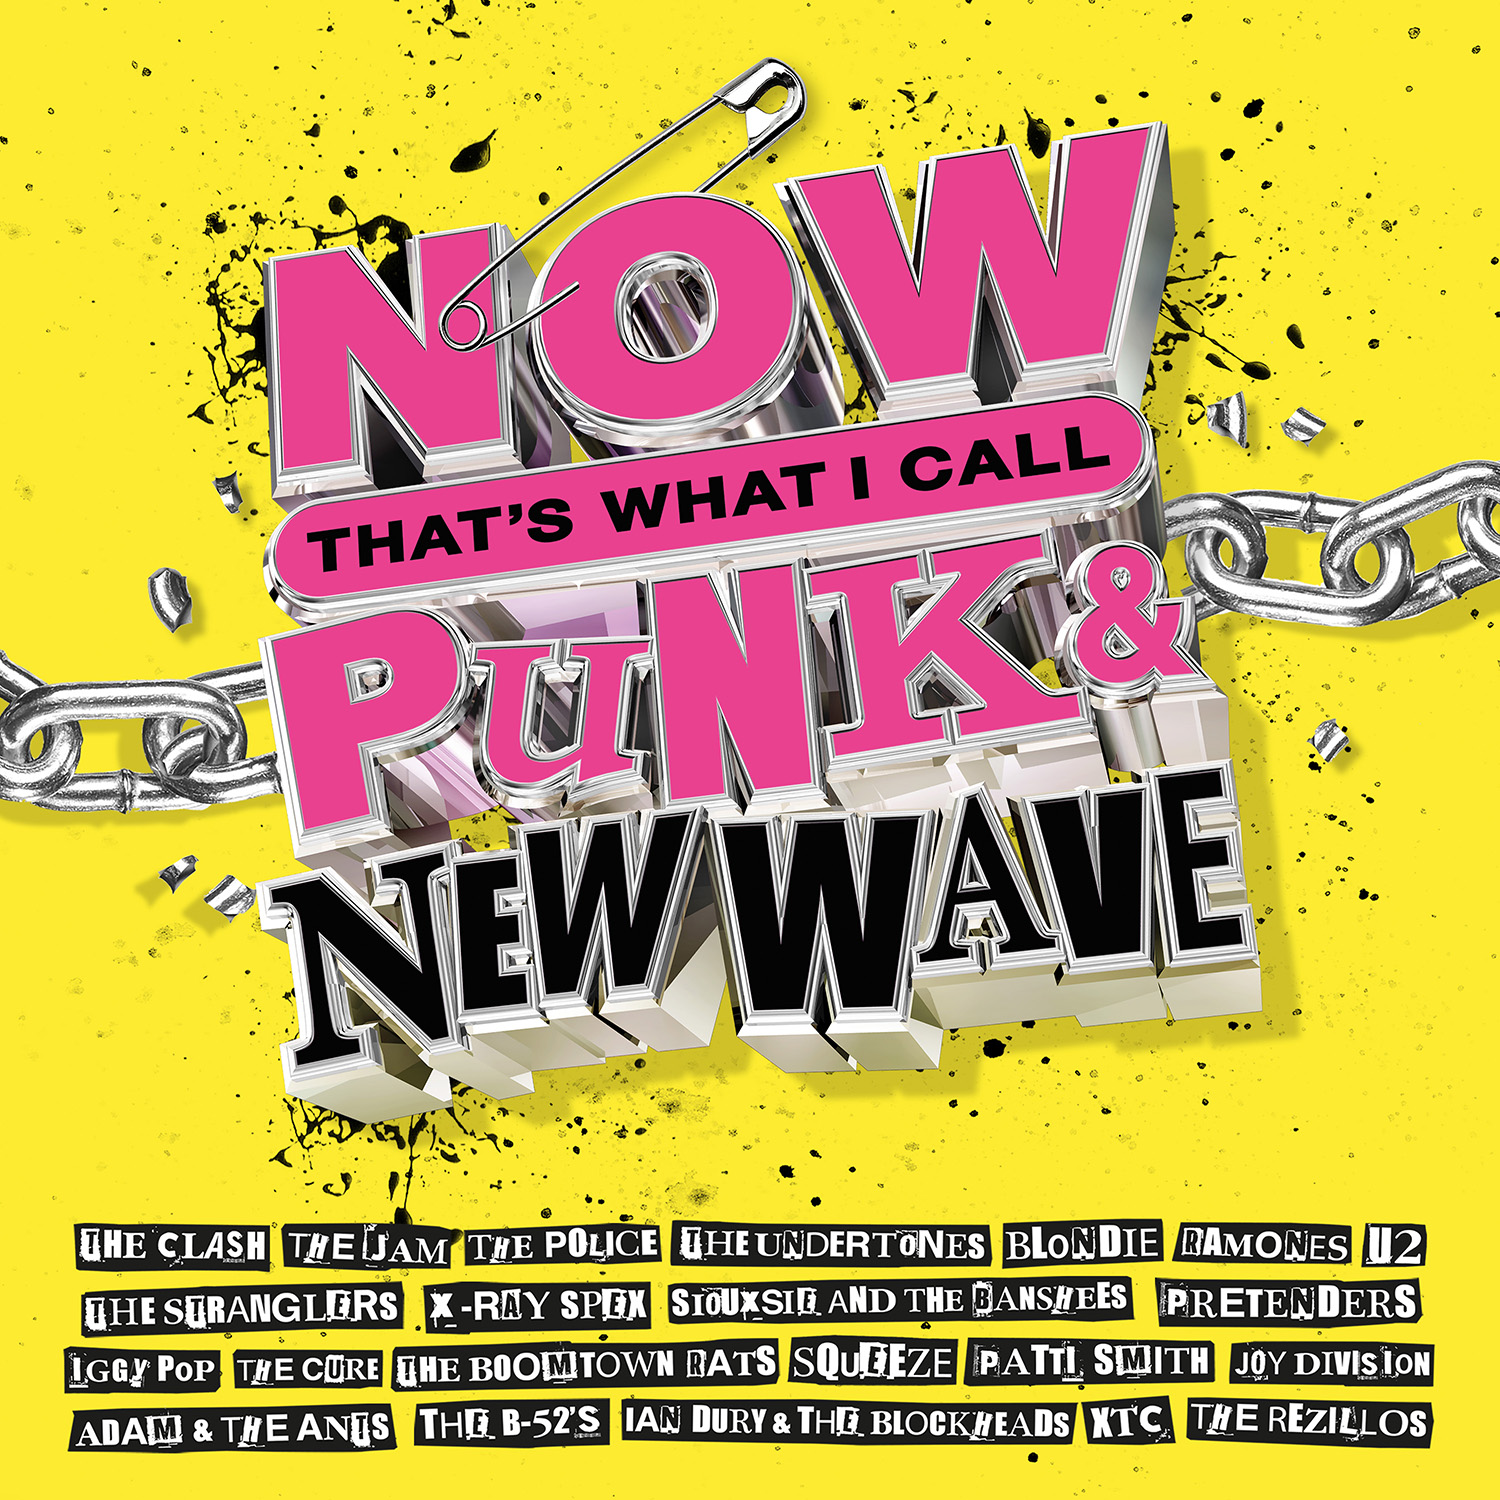 NOW
THAT'S WHAT I CALL
PUNK &
NEW WAVE
THE CLASH THE JAM THE POLICE THE UNDERTONES BLONDIE RAMONES U2
THE STRANGLERS X-RAY SPEX SIOUXSIE AND THE BANSHEES PRETENDERS
IGGY POP THE CURE THE BOOMTOWN RATS SQUEEZE PATTI SMITH JOY DIVISION
ADAM & THE ANTS THE B-52'S IAN DURY & THE BLOCKHEADS XTC THE REZILLOS